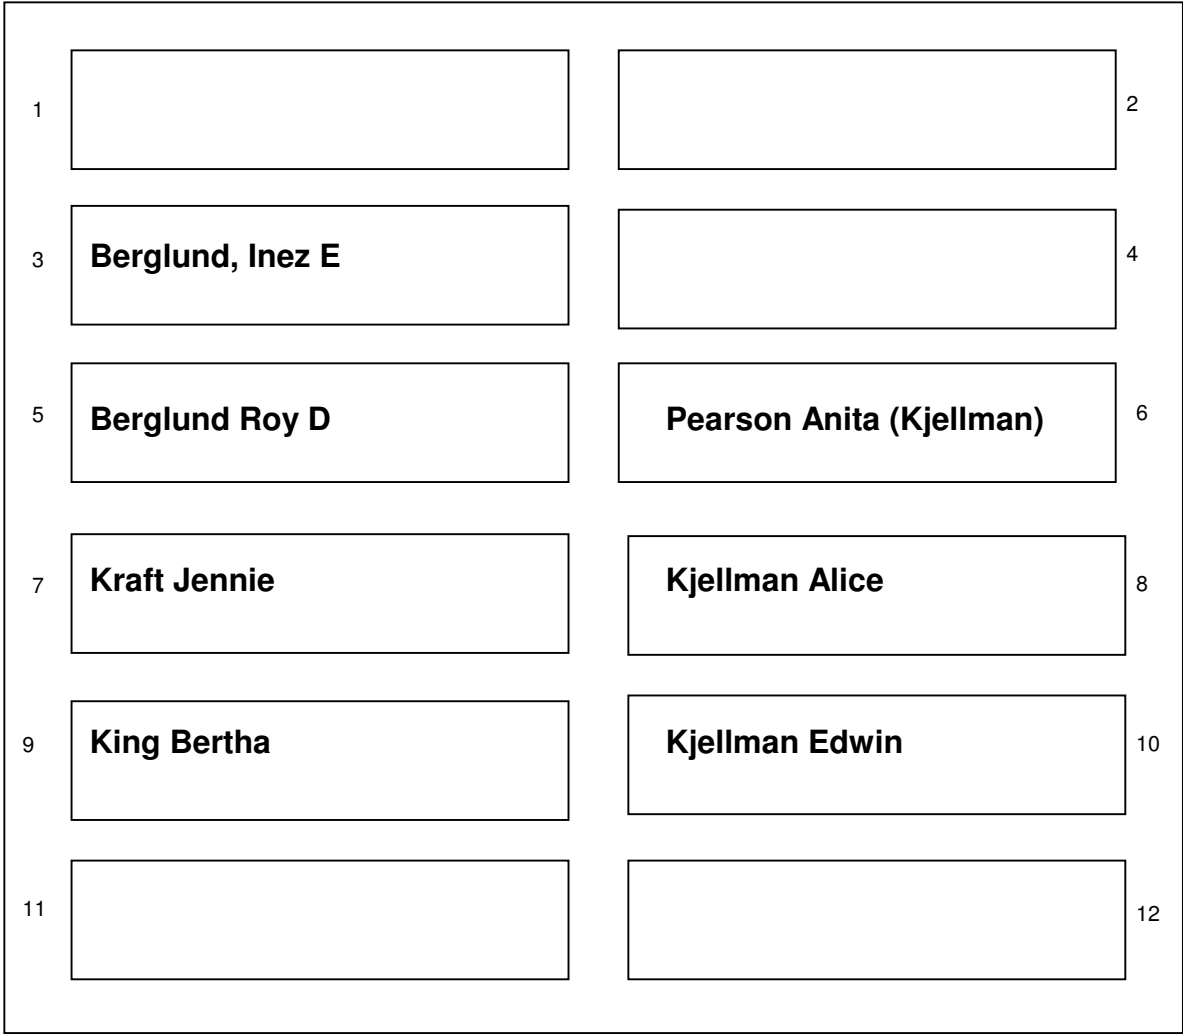 1
2
3
Berglund, Inez E
4
5
Berglund Roy D
Pearson Anita (Kjellman)
6
7
Kraft Jennie
Kjellman Alice
8
9
King Bertha
Kjellman Edwin
10
11
12